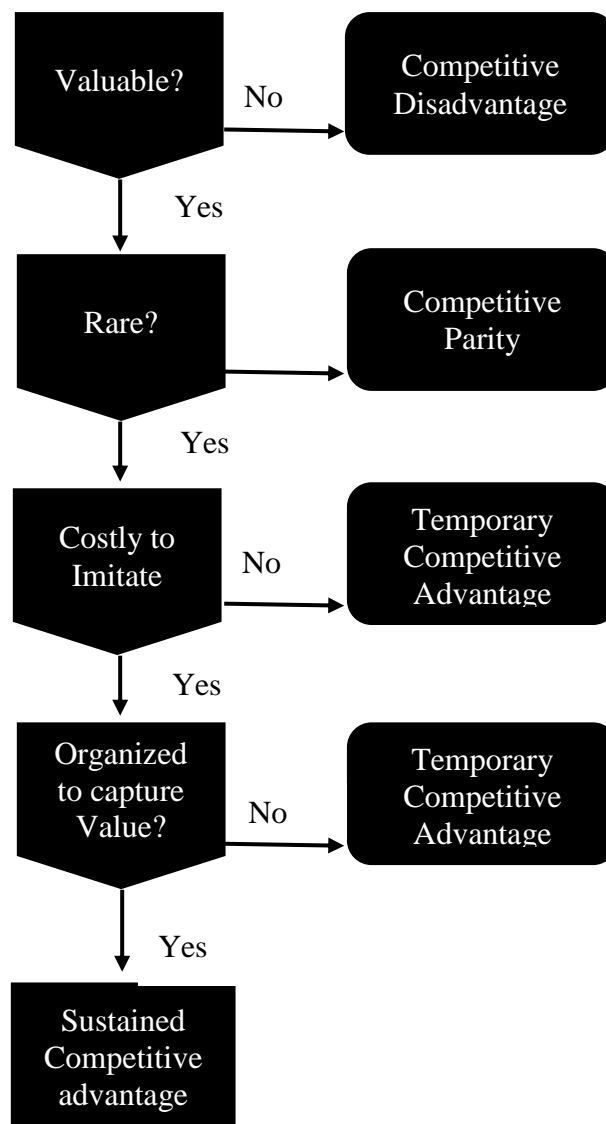 Valuable?
No
Competitive
Disadvantage
Yes
Rare?
Competitive
Parity
Yes
Costly to
Imitate
No
Temporary
Competitive
Advantage
Yes
Organized
to capture
Value?
No
Temporary
Competitive
Advantage
Yes
Sustained
Competitive
advantage